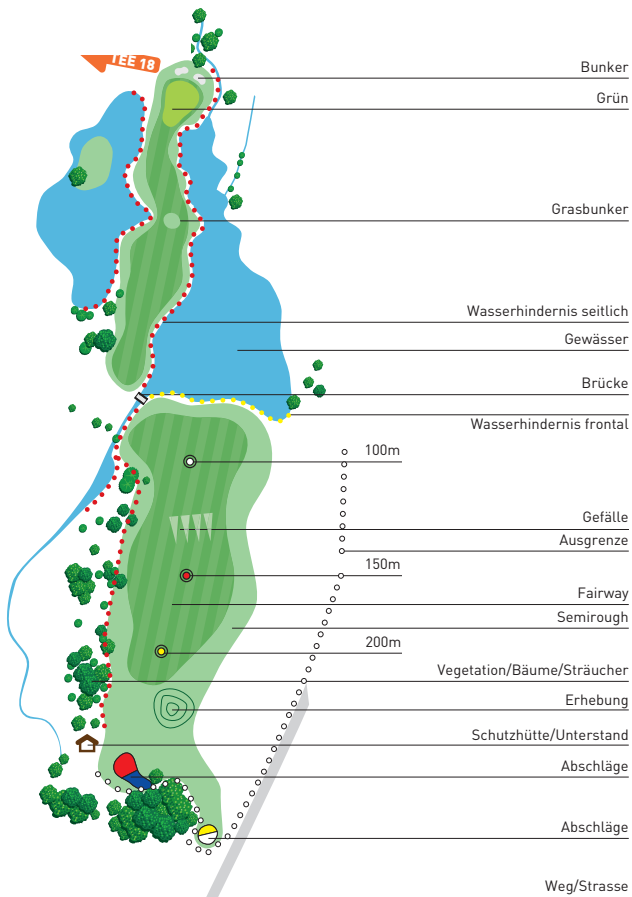 TEE 18
Bunker
Grün
Grasbunker
Wasserhindernis seitlich
Gewässer
Brücke
Wasserhindernis frontal
100m
Gefälle
Ausgrenze
150m
Fairway
Semirough
200m
Vegetation/Bäume/Sträucher
Erhebung
Schutzhütte/Unterstand
Abschläge
Abschläge
Weg/Strasse